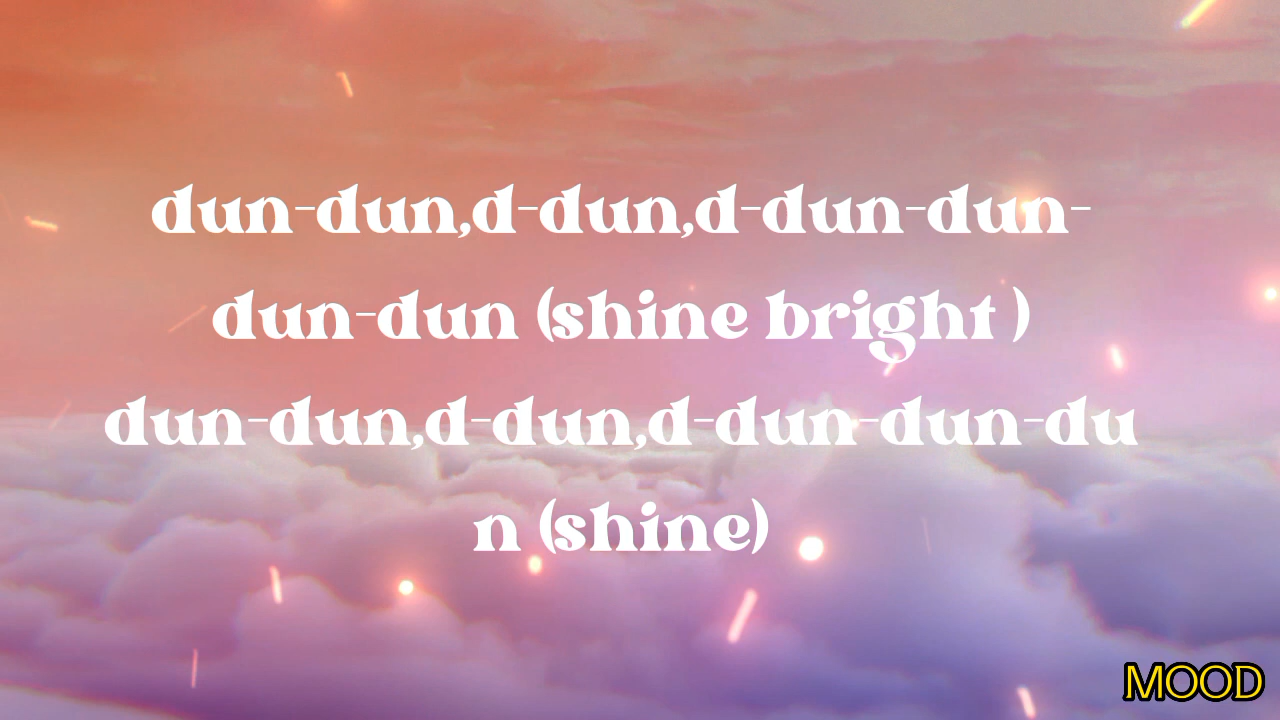 dun-dun,d-dun,d-dun-dun-
dun-dun (shine bright )
dun-dun,d-dun,d-dun-dun-du
n (shine)
MOOD